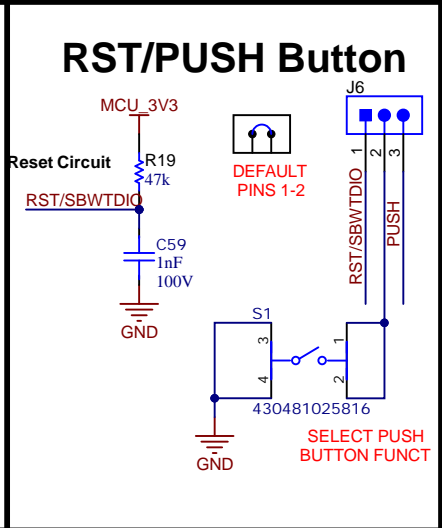 RST/PUSH Button
MCU_3V3
J6
Reset Circuit
R19
47k
DEFAULT
PINS 1-2
1
2
3
RST/SBWTDIO
RST/SBWTDIO
PUSH
C59
1nF
100V
GND
S1
3
4
1
2
430481025816
GND
SELECT PUSH
BUTTON FUNCT